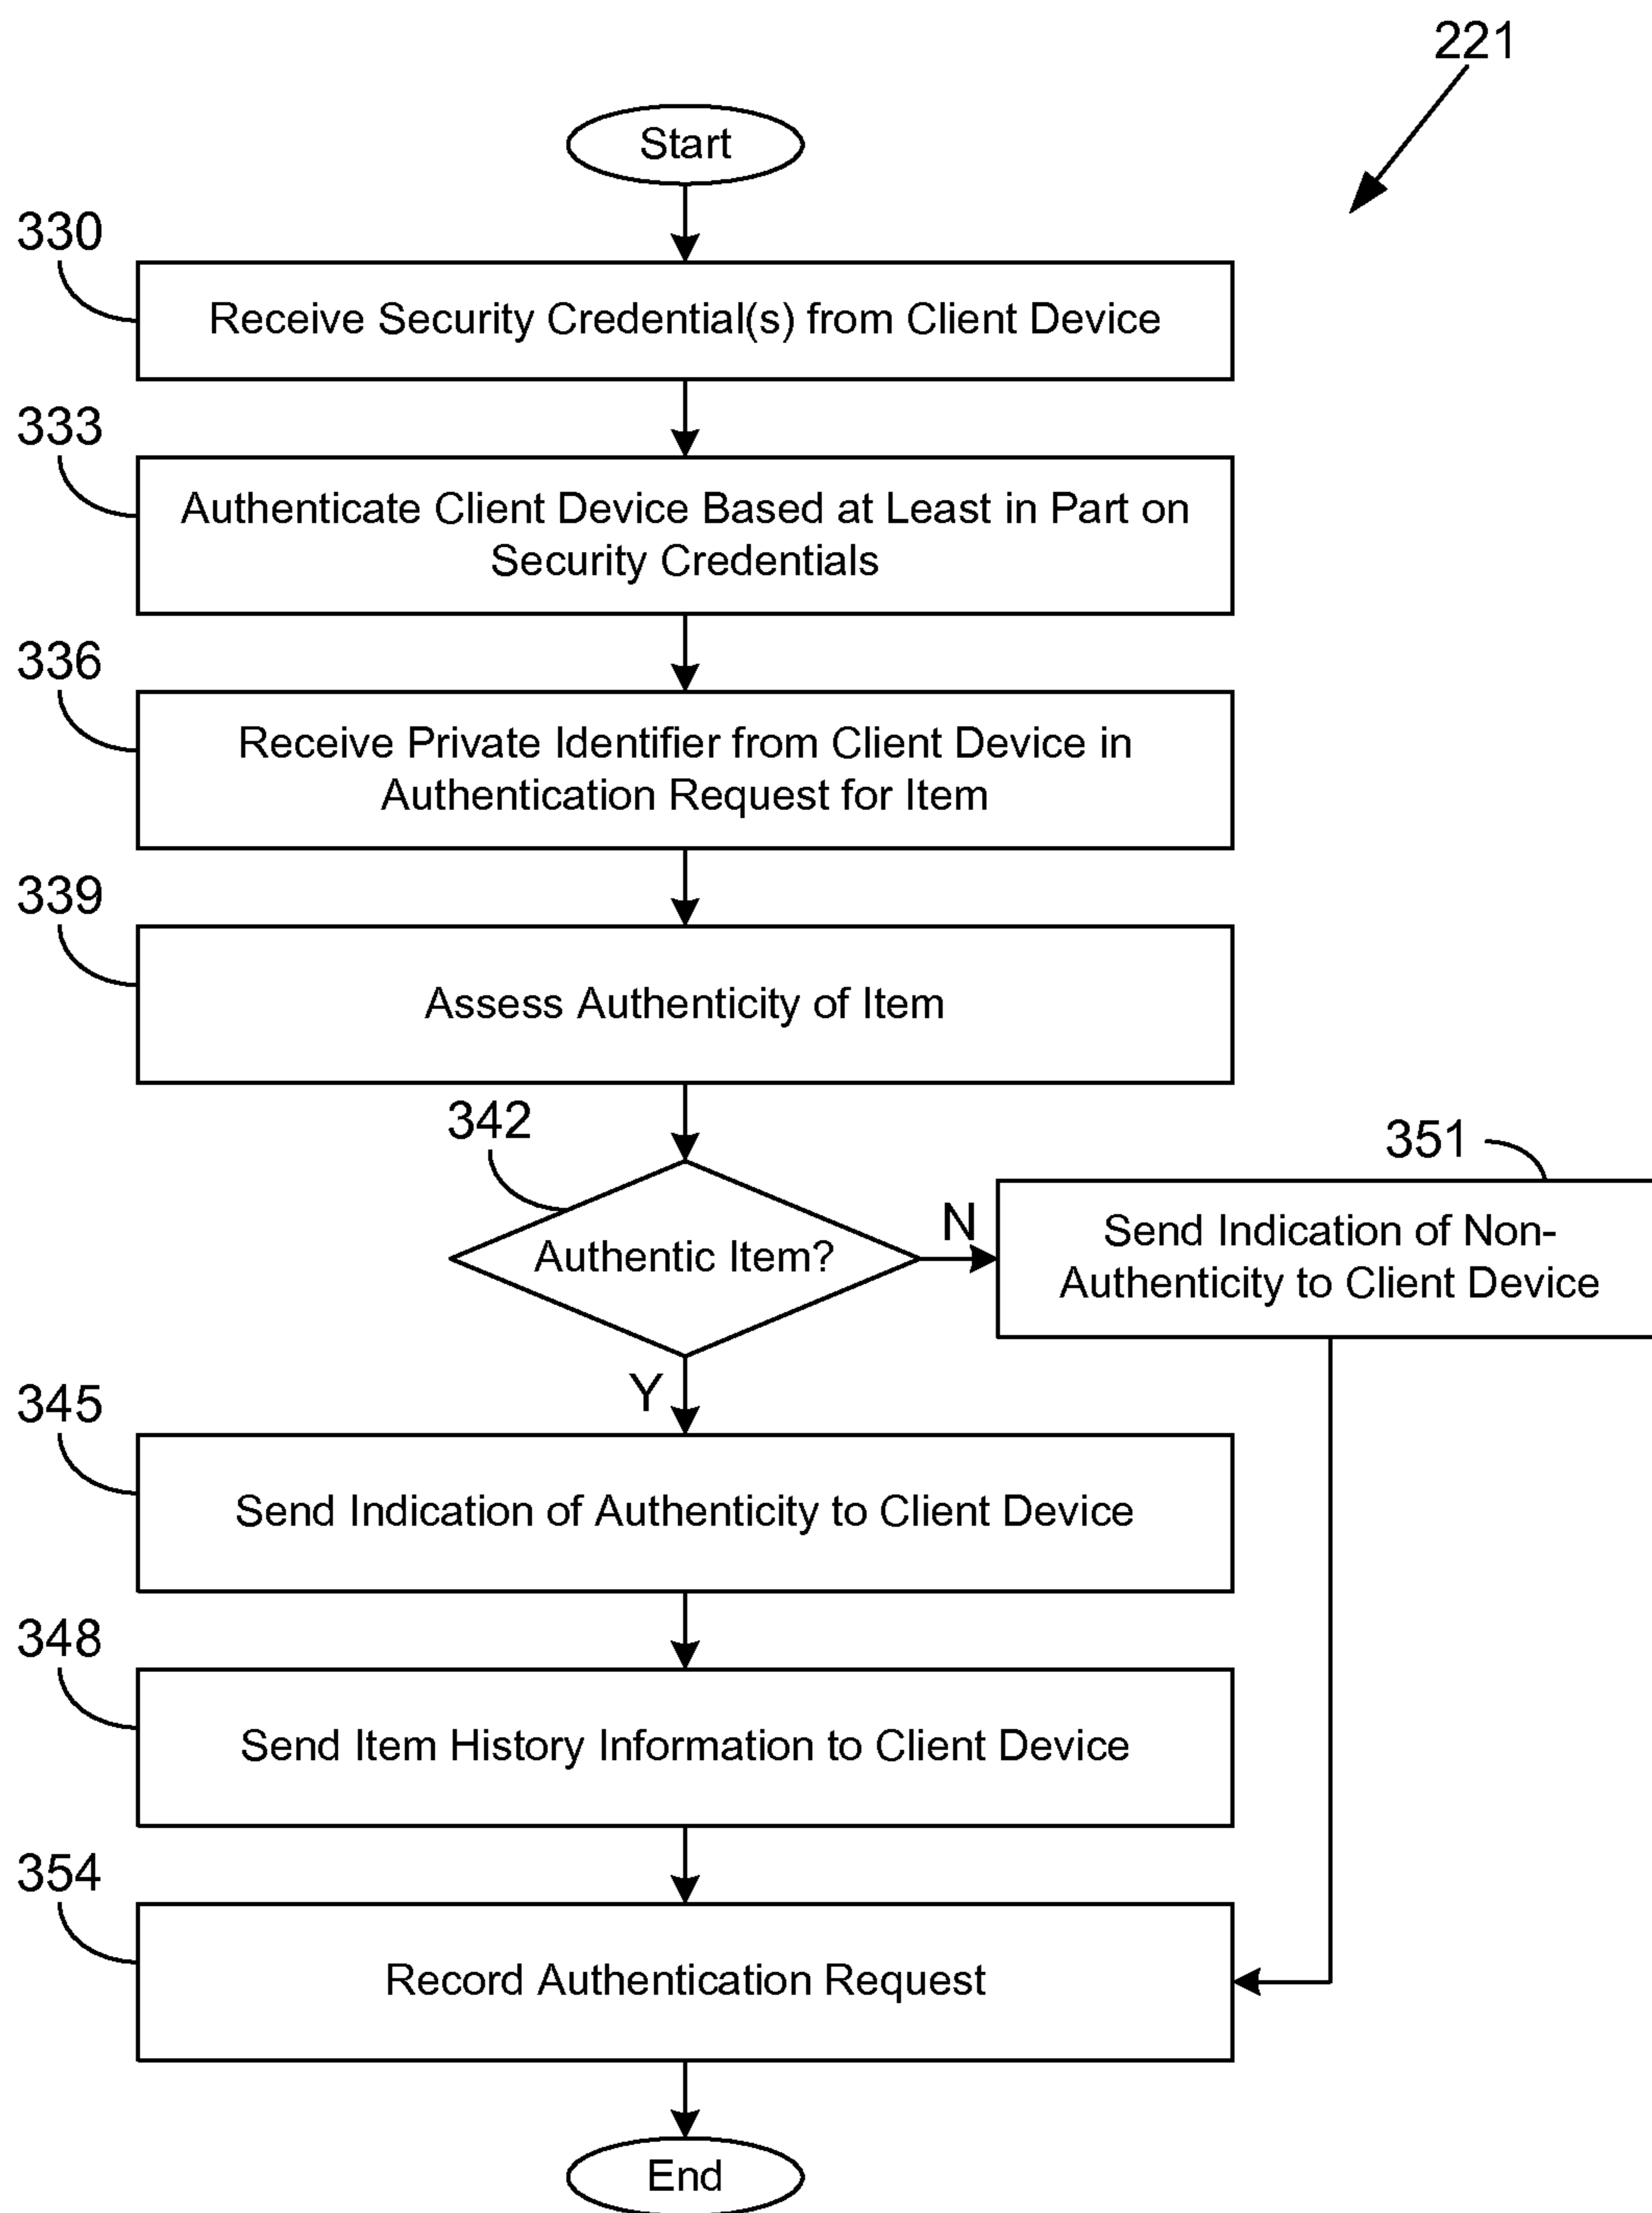 221
Start
330
Receive Security Credential(s) from Client Device
333
Authenticate Client Device Based at Least in Part on
Security Credentials
336
Receive Private Identifier from Client Device in
Authentication Request for Item
339
Assess Authenticity of Item
342
Authentic Item?
N
351
Send Indication of Non-
Authenticity to Client Device
Y
345
Send Indication of Authenticity to Client Device
348
Send Item History Information to Client Device
354
Record Authentication Request
End